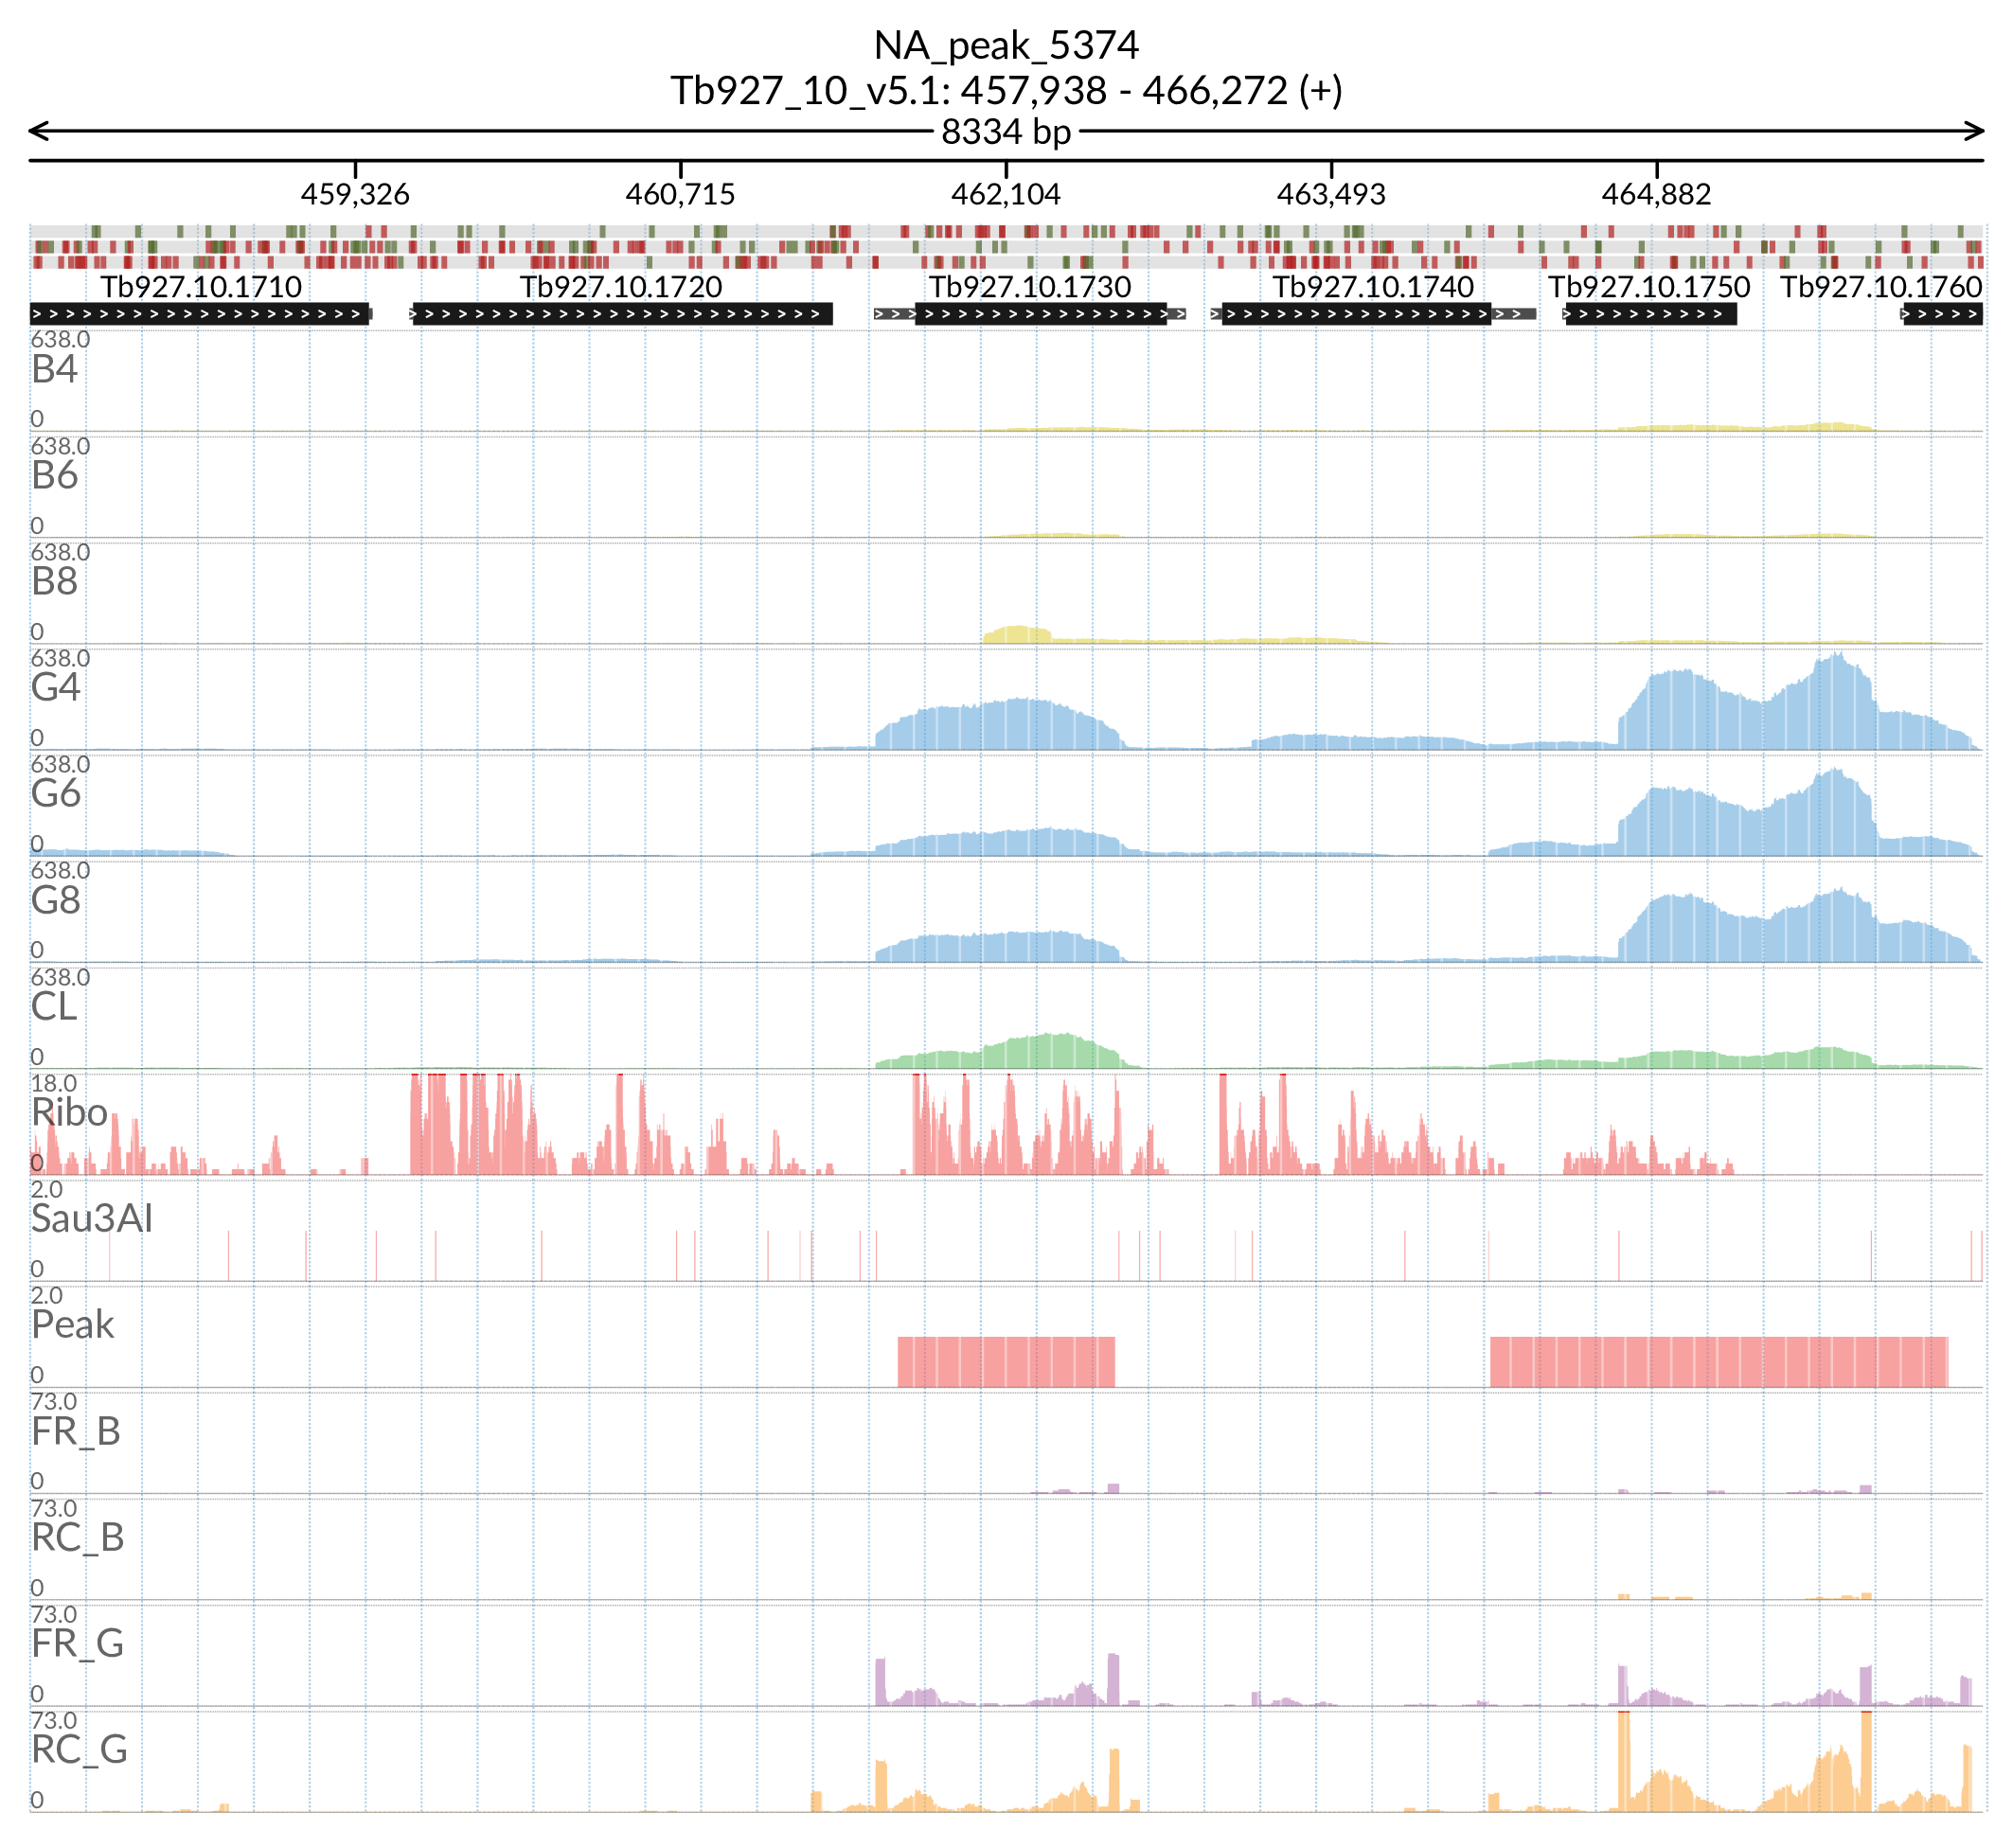 NA_peak_5374
Tb927_10_v5.1: 457,938 - 466,272 (+)
8334 bp
459,326 460,715 462,104 463,493 464,882
Tb927.10.1710 Tb927.10.1720 Tb927.10.1730 Tb927.10.1740 Tb927.10.1750 Tb927.10.1760
638.0
B4
0
638.0
B6
0
638.0
B8
0
638.0
G4
0
638.0
G6
0
638.0
G8
0
638.0
CL
0
18.0
Ribo
0
2.0
Sau3AI
0
2.0
Peak
0
73.0
FR_B
0
73.0
RC_B
0
73.0
FR_G
0
73.0
RC_G
0